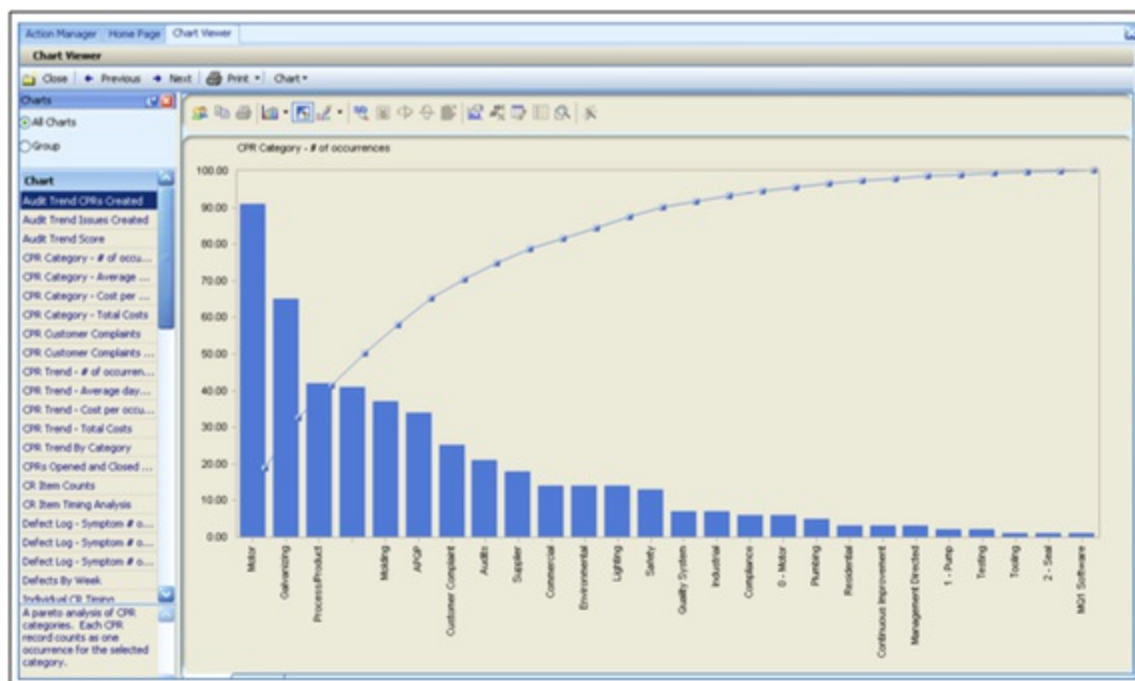 Action Manager Home Page Chart Viewer
Chart Viewer
Close Previous Next Print Chart
Charts
All Charts
Group
Chart
Audit Trend CPRs Created
Audit Trend Issues Created
Audit Trend Score
CPR Category - # of occu...
CPR Category - Average ...
CPR Category - Cost per ...
CPR Category - Total Costs
CPR Customer Complaints
CPR Customer Complaints ...
CPR Trend - # of occurren...
CPR Trend - Average day...
CPR Trend - Cost per occu...
CPR Trend - Total Costs
CPR Trend By Category
CPRs Opened and Closed ...
CR Item Counts
CR Item Timing Analysis
Defect Log - Symptom # o...
Defect Log - Symptom # o...
Defect Log - Symptom # o...
Defects By Week
Individual CR Timing
A pareto analysis of CPR
categories. Each CPR
record counts as one
occurrence for the selected
category.
CPR Category - # of occurrences
100.00
90.00
80.00
70.00
60.00
50.00
40.00
30.00
20.00
10.00
0.00
Motor
Galvanizing
Process/Product
.
Molding
APQP
Customer Complaint
Audits
Supplier
Commercial
Environmental
Lighting
Safety
Quality System
Industrial
Compliance
0 - Motor
Plumbing
Residential
Continuous Improvement
Management Directed
1 - Pump
Testing
Tooling
2 - Seal
MQ1 Software